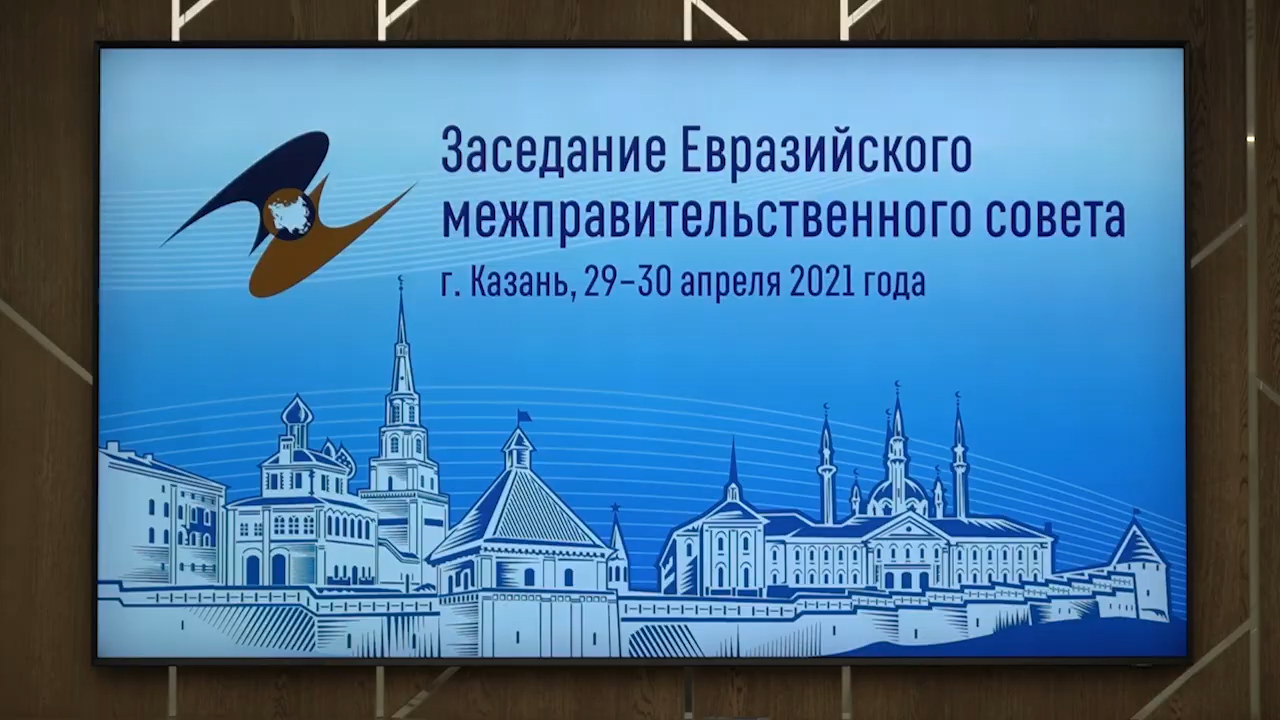 Заседание Евразийского
межправительственного совета
г. Казань, 29–30 апреля 2021 года